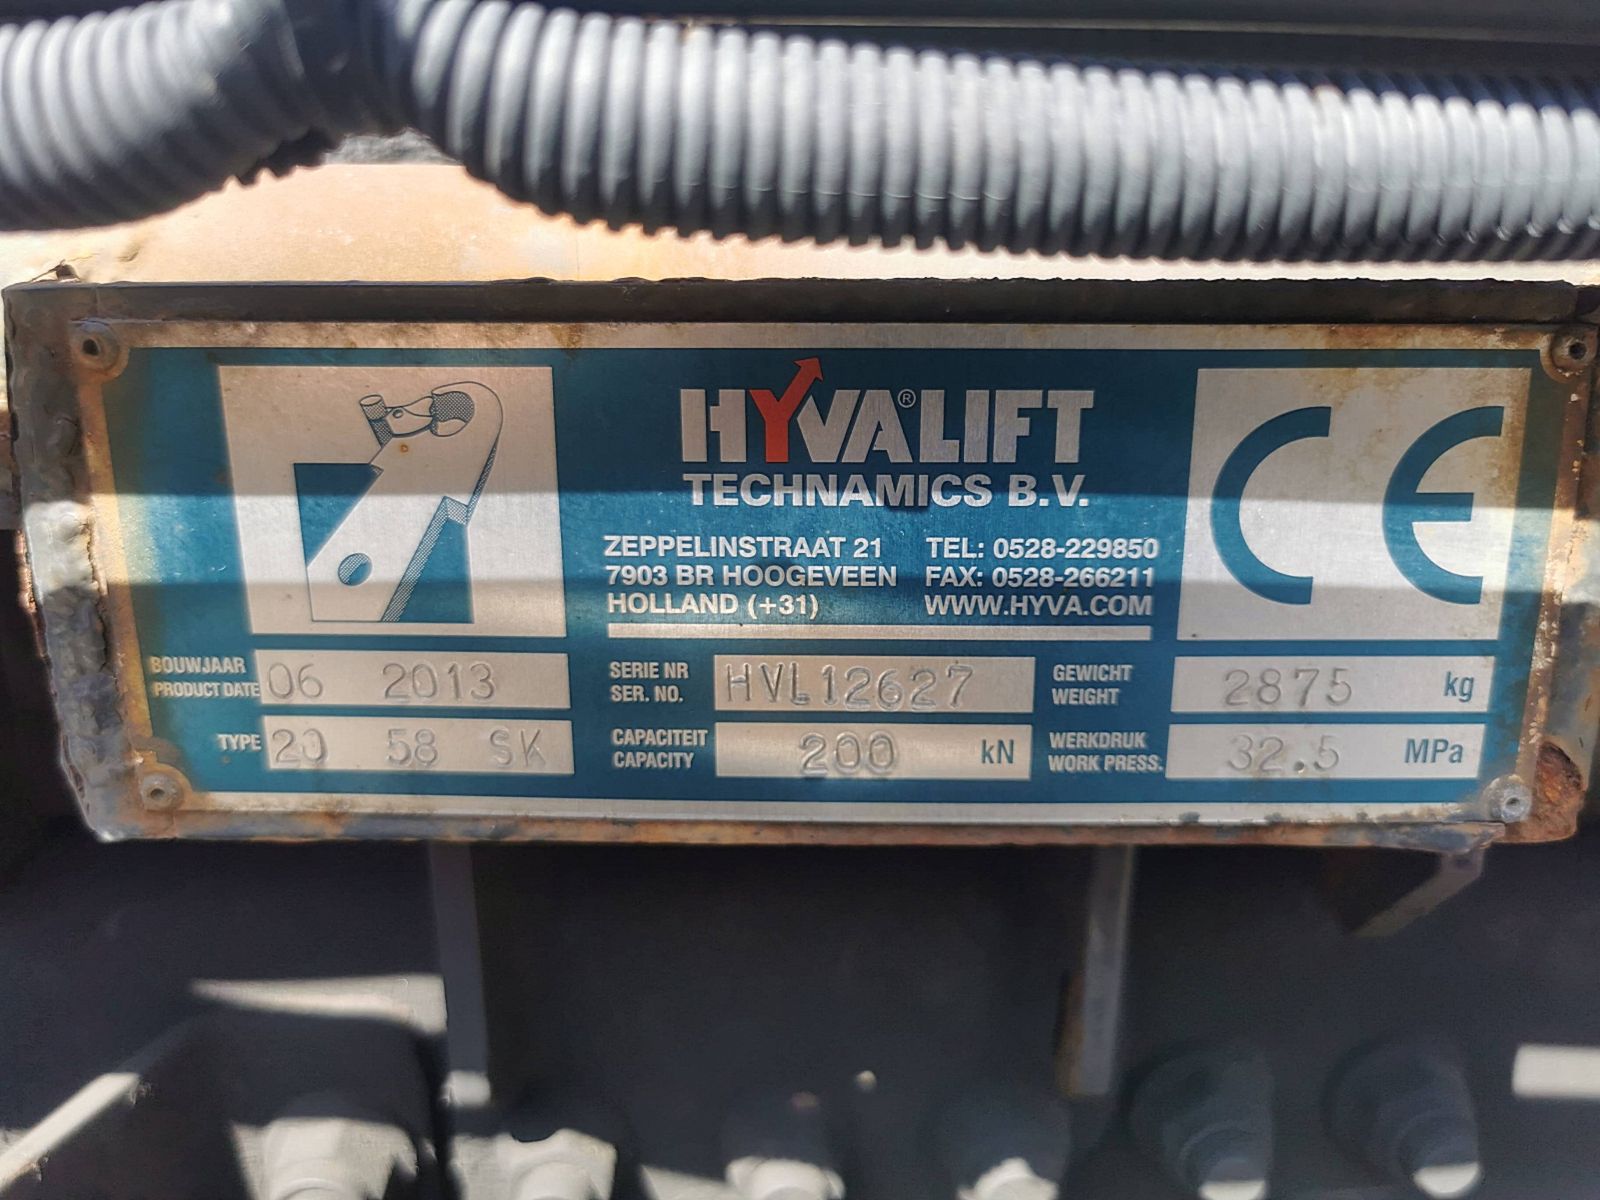 HYVA®LIFT
TECHNAMICS B.V.
ZEPPELINSTRAAT 21 TEL: 0528-229850
7903 BR HOOGEVEEN FAX: 0528-266211
HOLLAND (+31) WWW.HYVA.COM
CE
BOUWJAAR
PRODUCT DATE 06 2013
SERIE NR
SER. NO. HVL12627
GEWICHT
WEIGHT 2875 kg
TYPE 20 58 SK
CAPACITEIT
CAPACITY 200 kN
WERKDRUK
WORK PRESS. 32.5 MPa